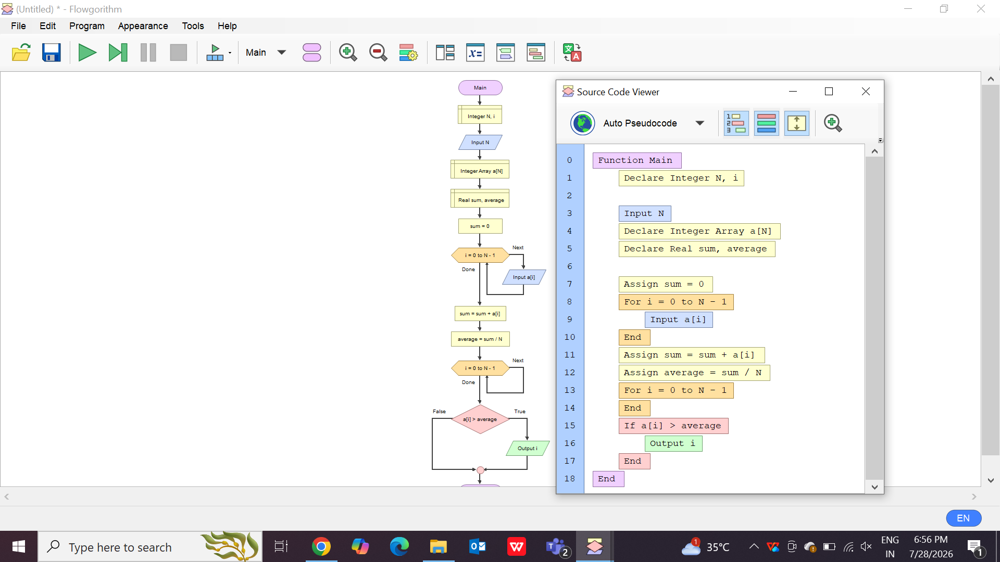 (Untitled) * - Flowgorithm
File Edit Program Appearance Tools Help
Main
Main
Integer N, i
Input N
Integer Array a[N]
Real sum, average
sum = 0
i = 0 to N - 1
Next
Done
Input a[i]
sum = sum + a[i]
average = sum / N
i = 0 to N - 1
Next
Done
False
True
a[i] > average
Output i
Source Code Viewer
Auto Pseudocode
0 Function Main
1 Declare Integer N, i
2
3 Input N
4 Declare Integer Array a[N]
5 Declare Real sum, average
6
7 Assign sum = 0
8 For i = 0 to N - 1
9 Input a[i]
10 End
11 Assign sum = sum + a[i]
12 Assign average = sum / N
13 For i = 0 to N - 1
14 End
15 If a[i] > average
16 Output i
17 End
18 End
EN
Type here to search
2
1
35°C
ENG
IN
6:56 PM
7/28/2026
1